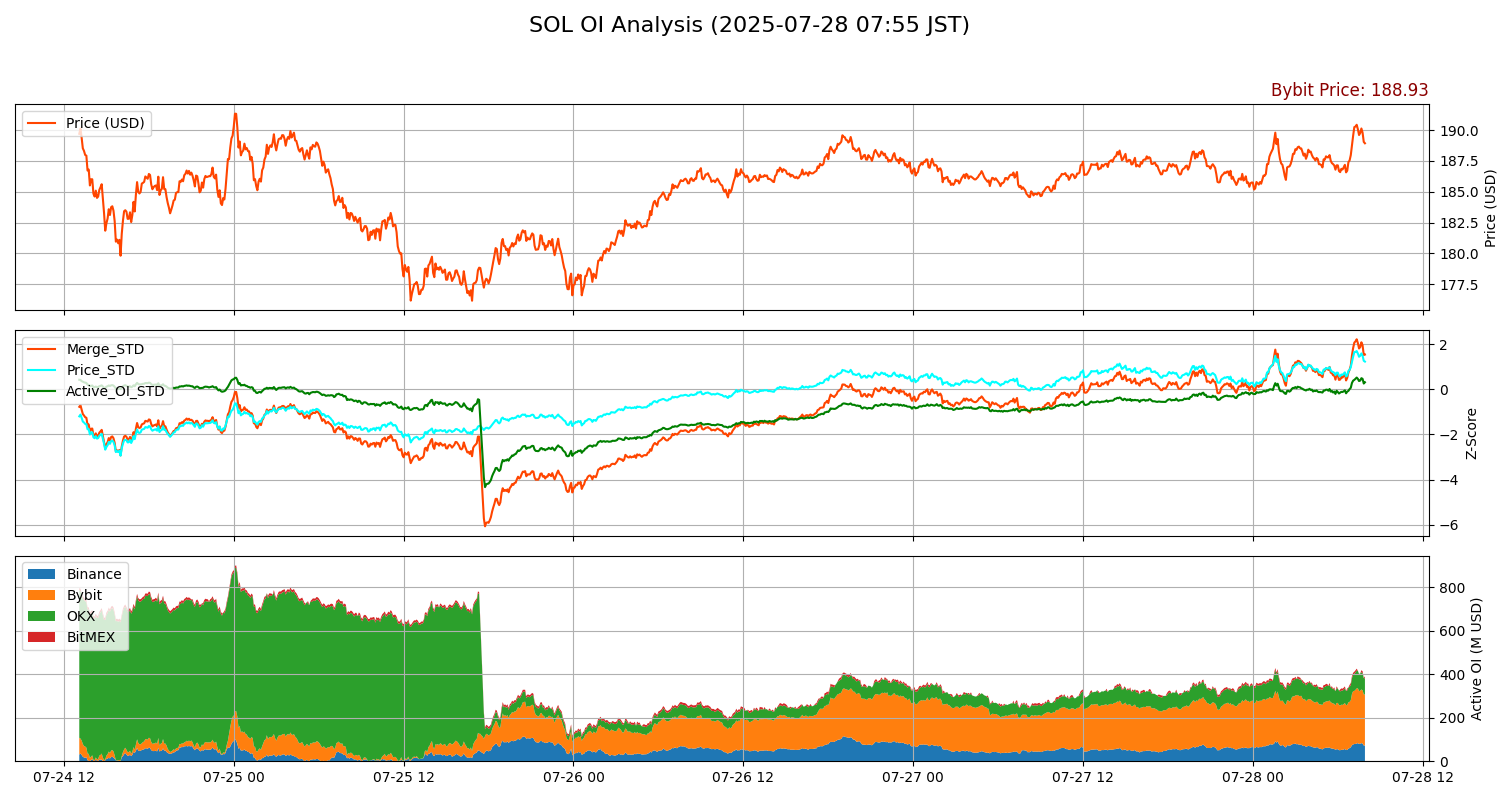 SOL OI Analysis (2025-07-28 07:55 JST)
Bybit Price: 188.93
Price (USD)
190.0
187.5
185.0
182.5
180.0
177.5
Price (USD)
Merge_STD
Price_STD
Active_OI_STD
2
0
−2
−4
−6
Z-Score
Binance
Bybit
OKX
BitMEX
800
600
400
200
0
Active OI (M USD)
07-24 12 07-25 00 07-25 12 07-26 00 07-26 12 07-27 00 07-27 12 07-28 00 07-28 12